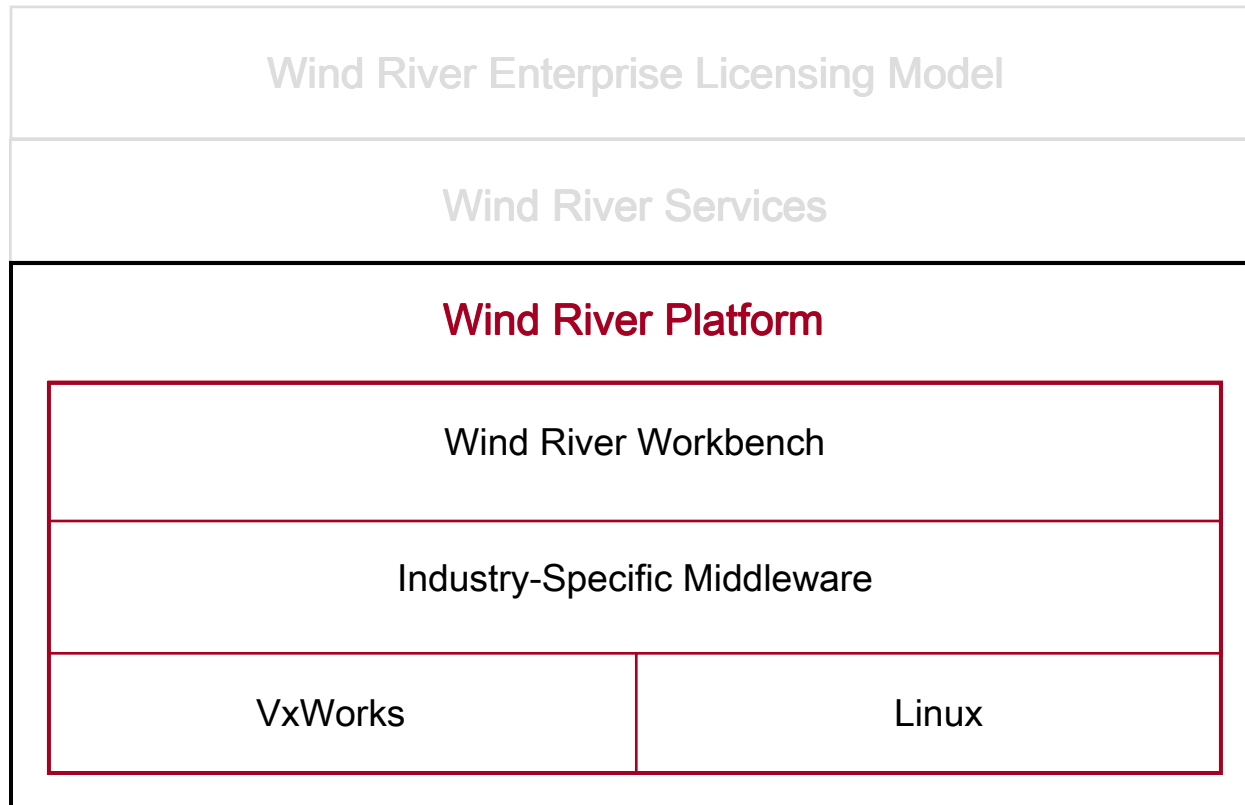 Wind River Enterprise Licensing Model
Wind River Services
Wind River Platform
Wind River Workbench
Industry-Specific Middleware
VxWorks
Linux